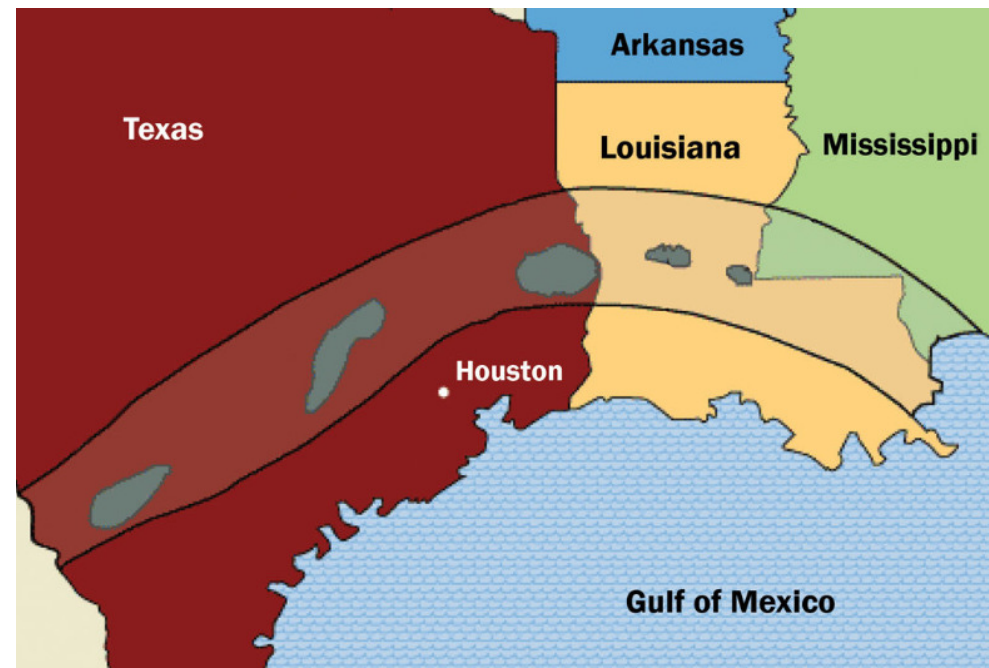 Arkansas
Texas
Louisiana
Mississippi
Houston
Gulf of Mexico